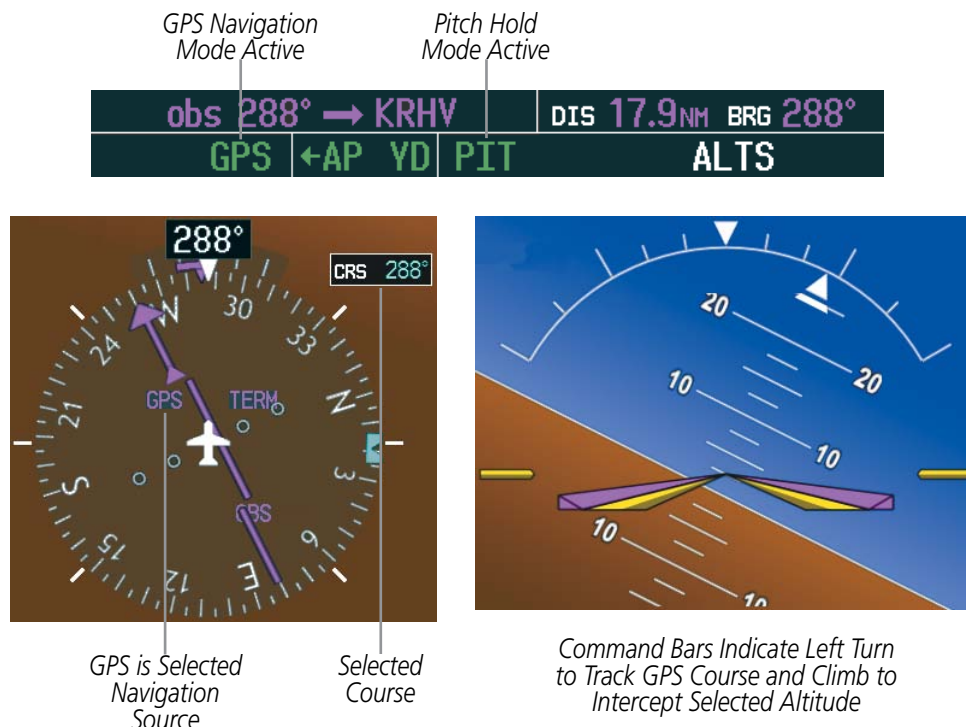 GPS Navigation
Mode Active
Pitch Hold
Mode Active
obs 288° → KRHV
DIS 17.9NM BRG 288°
GPS ←AP YD PIT ALTS
288°
CRS 288°
W
30
33
N
3
6
E
12
15
S
21
24
GPS
TERM
OBS
20
20
10
10
10
10
GPS is Selected
Navigation
Source
Selected
Course
Command Bars Indicate Left Turn
to Track GPS Course and Climb to
Intercept Selected Altitude